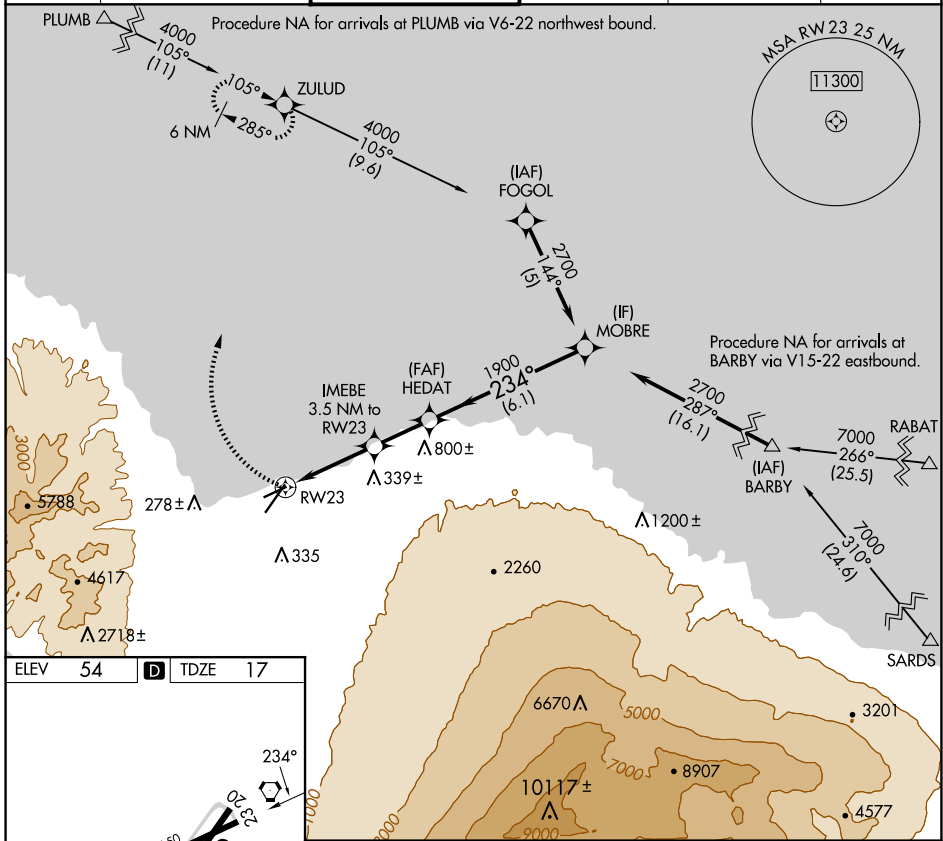 Procedure NA for arrivals at PLUMB via V6-22 northwest bound.
PLUMB
4000
105°
(11)
MSA RW23 25 NM
11300
105°
ZULUD
285°
6 NM
4000
105°
(9.6)
(IAF)
FOGOL
2700
144°
(5)
(IF)
MOBRE
Procedure NA for arrivals at
BARBY via V15-22 eastbound.
1900
234°
(6.1)
(FAF)
HEDAT
IMEBE
3.5 NM to
RW23
2700
287°
(16.1)
RABAT
7000
266°
(25.5)
(IAF)
BARBY
800±
339±
3000
RW23
278±
5788
1200±
7000
310°
(24.6)
335
2260
4617
2718±
SARDS
ELEV 54 D TDZE 17
6670
5000
3201
234°
7000
8907
10117±
23
20
1000
4577
9000